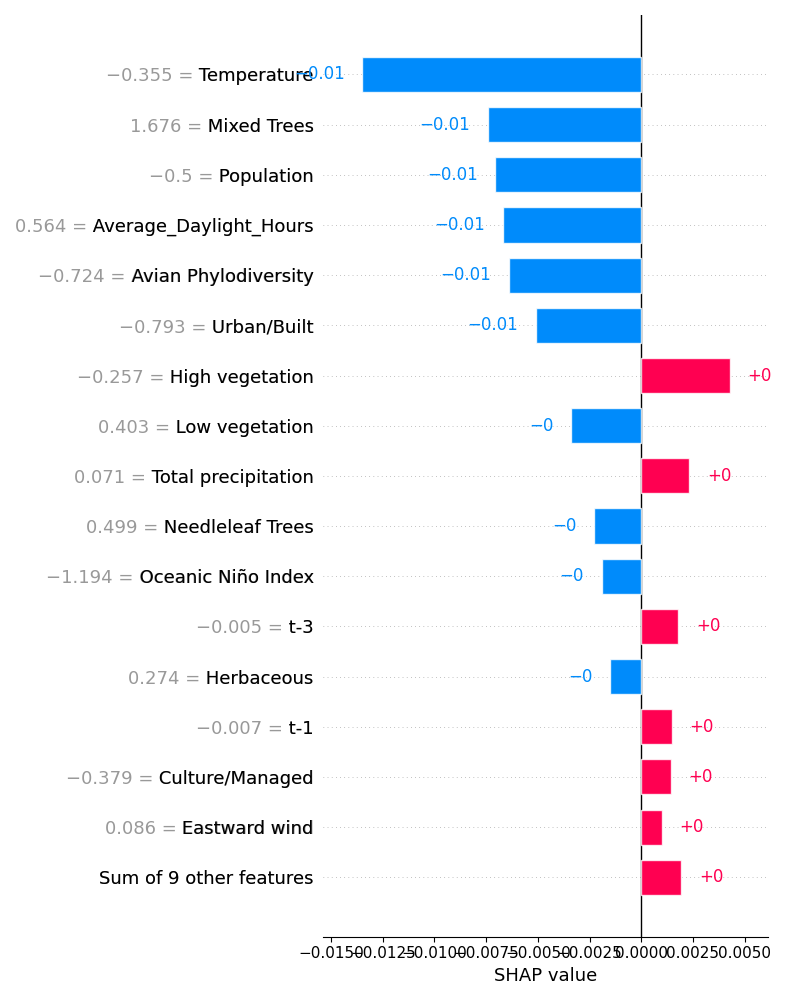 −0.355 = Temperature −0.01
1.676 = Mixed Trees −0.01
−0.5 = Population −0.01
0.564 = Average_Daylight_Hours −0.01
−0.724 = Avian Phylodiversity −0.01
−0.793 = Urban/Built −0.01
−0.257 = High vegetation +0
0.403 = Low vegetation −0
0.071 = Total precipitation +0
0.499 = Needleleaf Trees −0
−1.194 = Oceanic Niño Index −0
−0.005 = t-3 +0
0.274 = Herbaceous −0
−0.007 = t-1 +0
−0.379 = Culture/Managed +0
0.086 = Eastward wind +0
Sum of 9 other features +0
−0.0150 −0.0125 −0.0100 −0.0075 −0.0050 −0.0025 0.0000 0.0025 0.0050
SHAP value